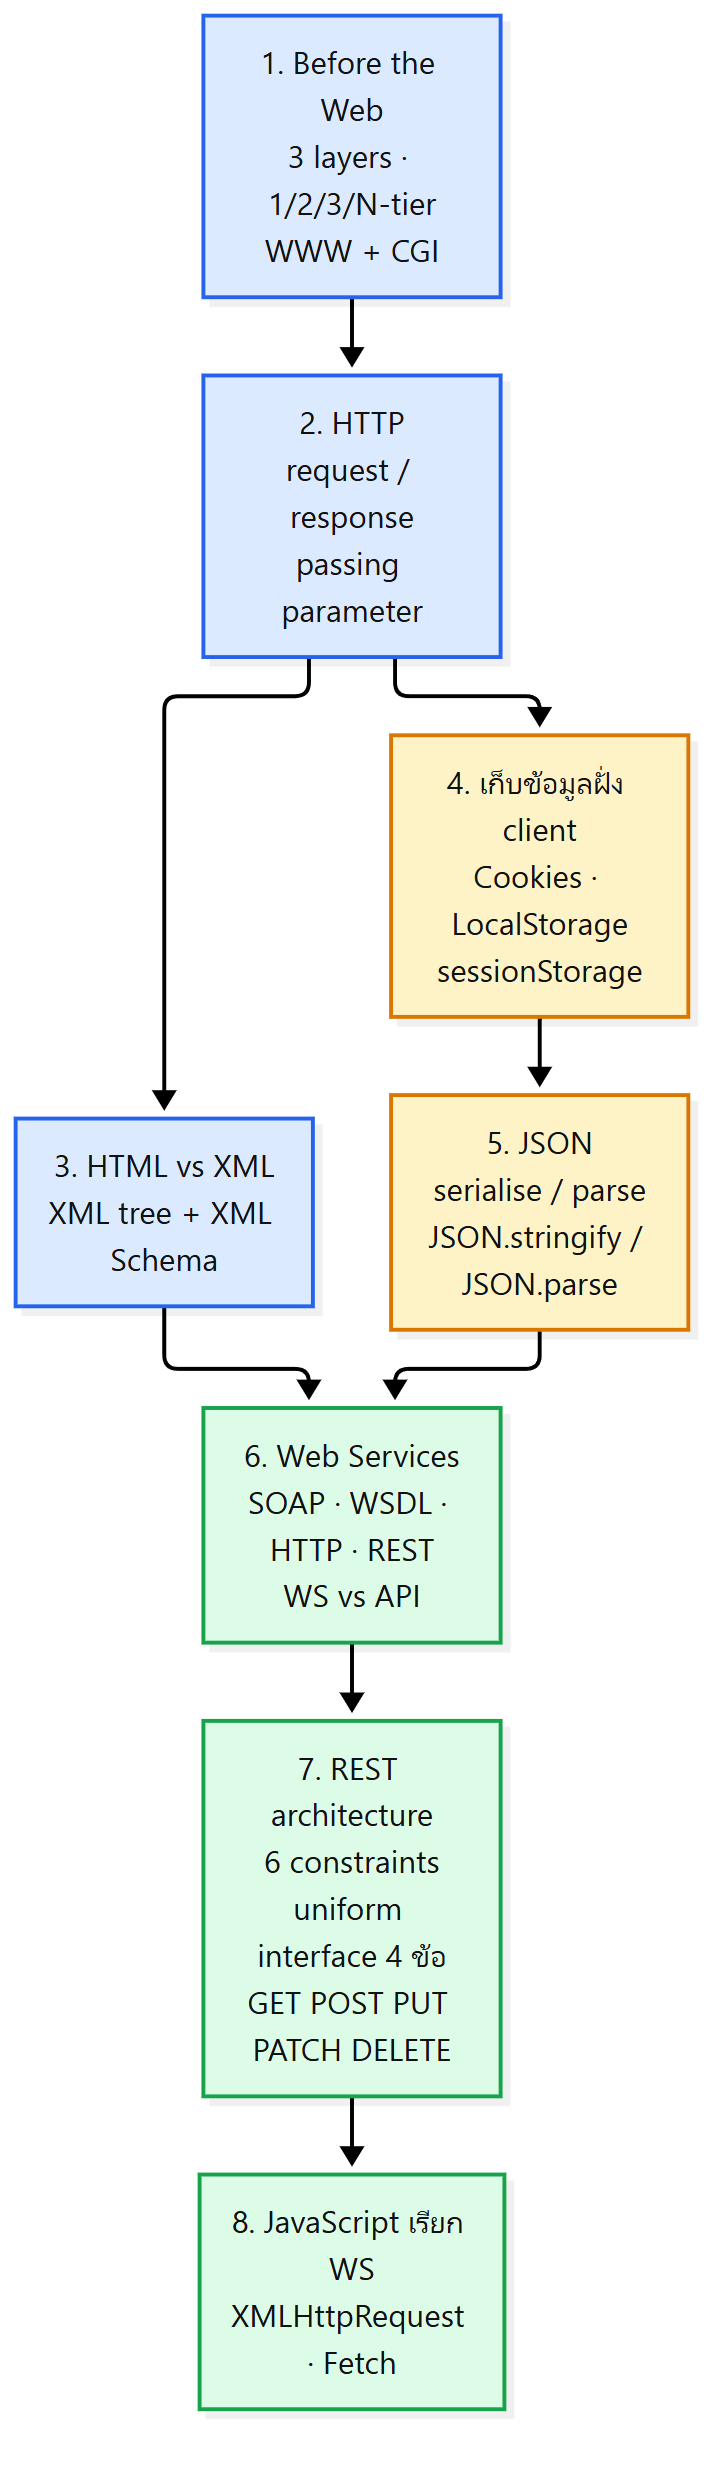 1. Before the
Web
3 layers ·
1/2/3/N-tier
WWW + CGI
2. HTTP
request /
response
passing
parameter
4. เก็บข้อมูลฝั่ง
client
Cookies ·
LocalStorage
sessionStorage
3. HTML vs XML
XML tree + XML
Schema
5. JSON
serialise / parse
JSON.stringify /
JSON.parse
6. Web Services
SOAP · WSDL ·
HTTP · REST
WS vs API
7. REST
architecture
6 constraints
uniform
interface 4 ข้อ
GET POST PUT
PATCH DELETE
8. JavaScript เรียก
WS
XMLHttpRequest
· Fetch